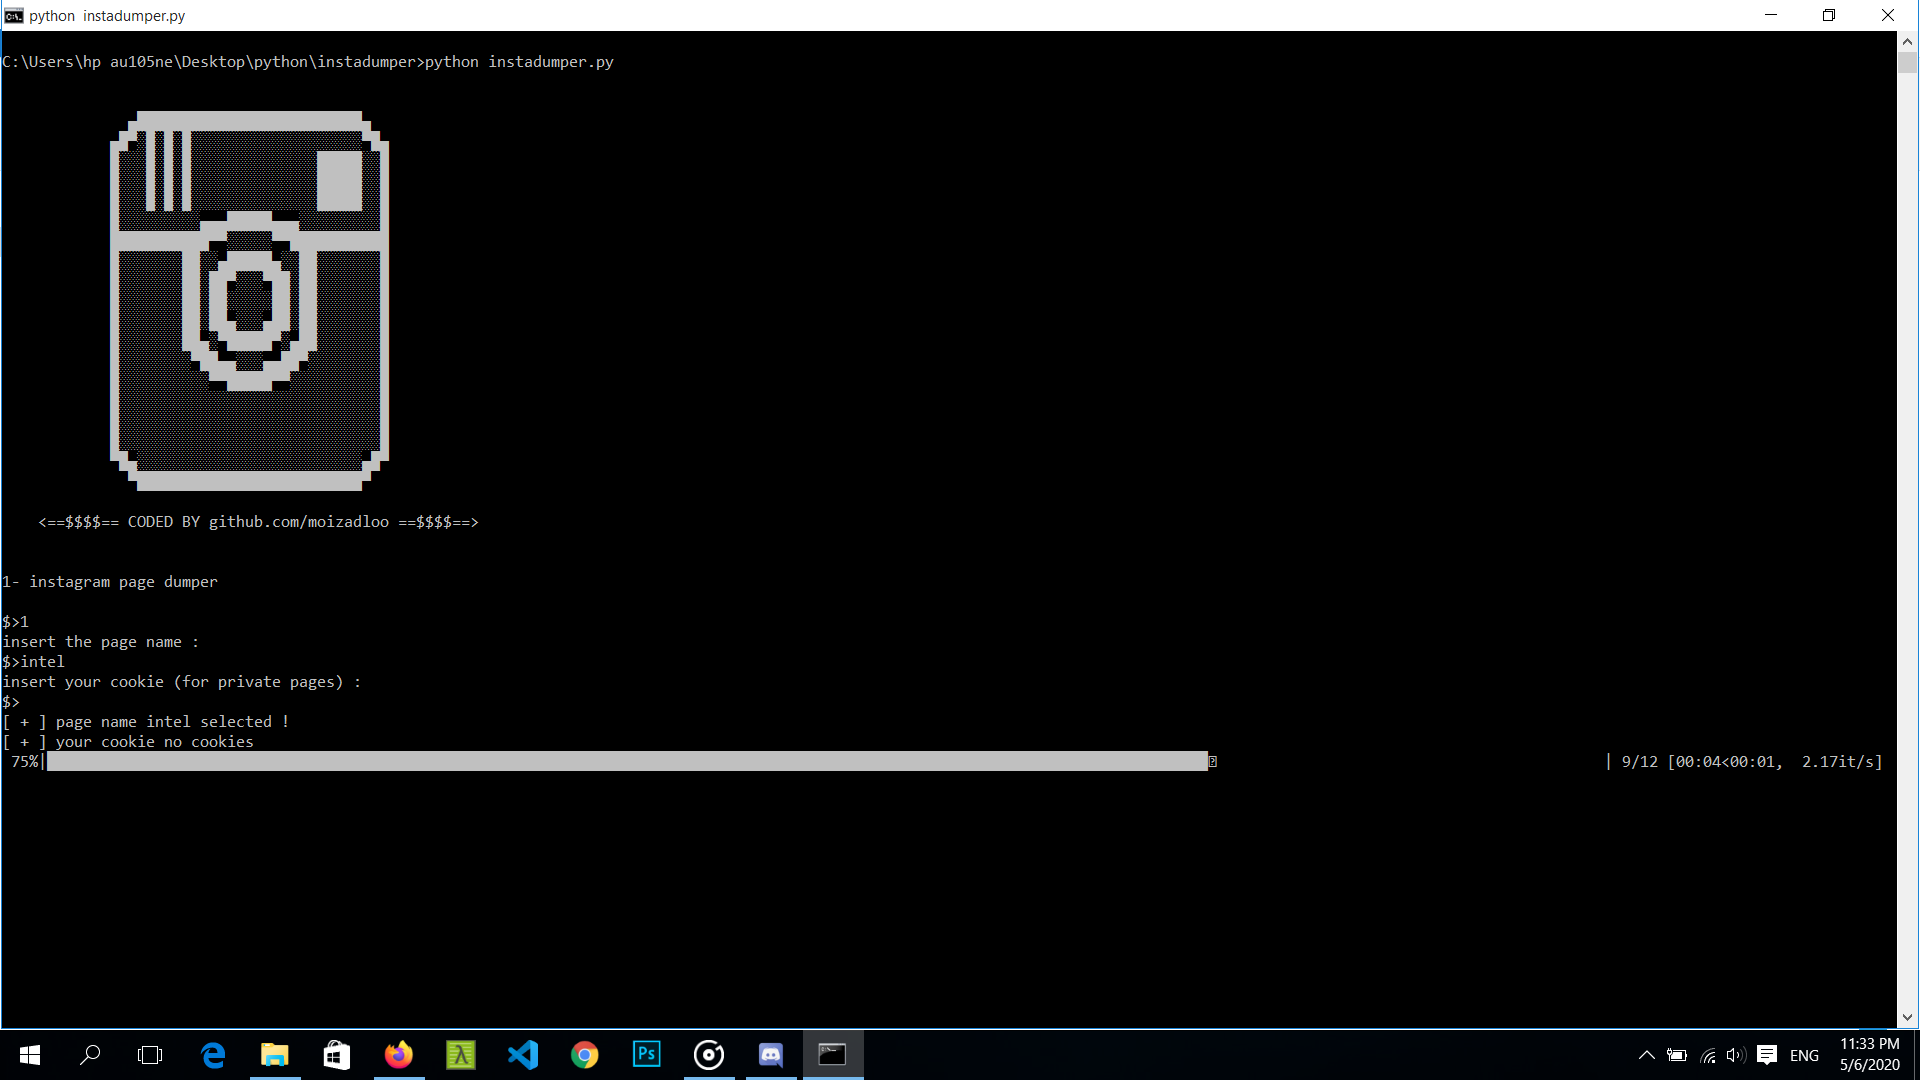 python  instadumper.py
C:\Users\hp au105ne\Desktop\python\instadumper>python instadumper.py
<==$$$$== CODED BY github.com/moizadloo ==$$$$==>
1- instagram page dumper
$>1
insert the page name :
$>intel
insert your cookie (for private pages) :
$>
[ + ] page name intel selected !
[ + ] your cookie no cookies
75%| | 9/12 [00:04<00:01,  2.17it/s]
Ps
ENG
11:33 PM
5/6/2020